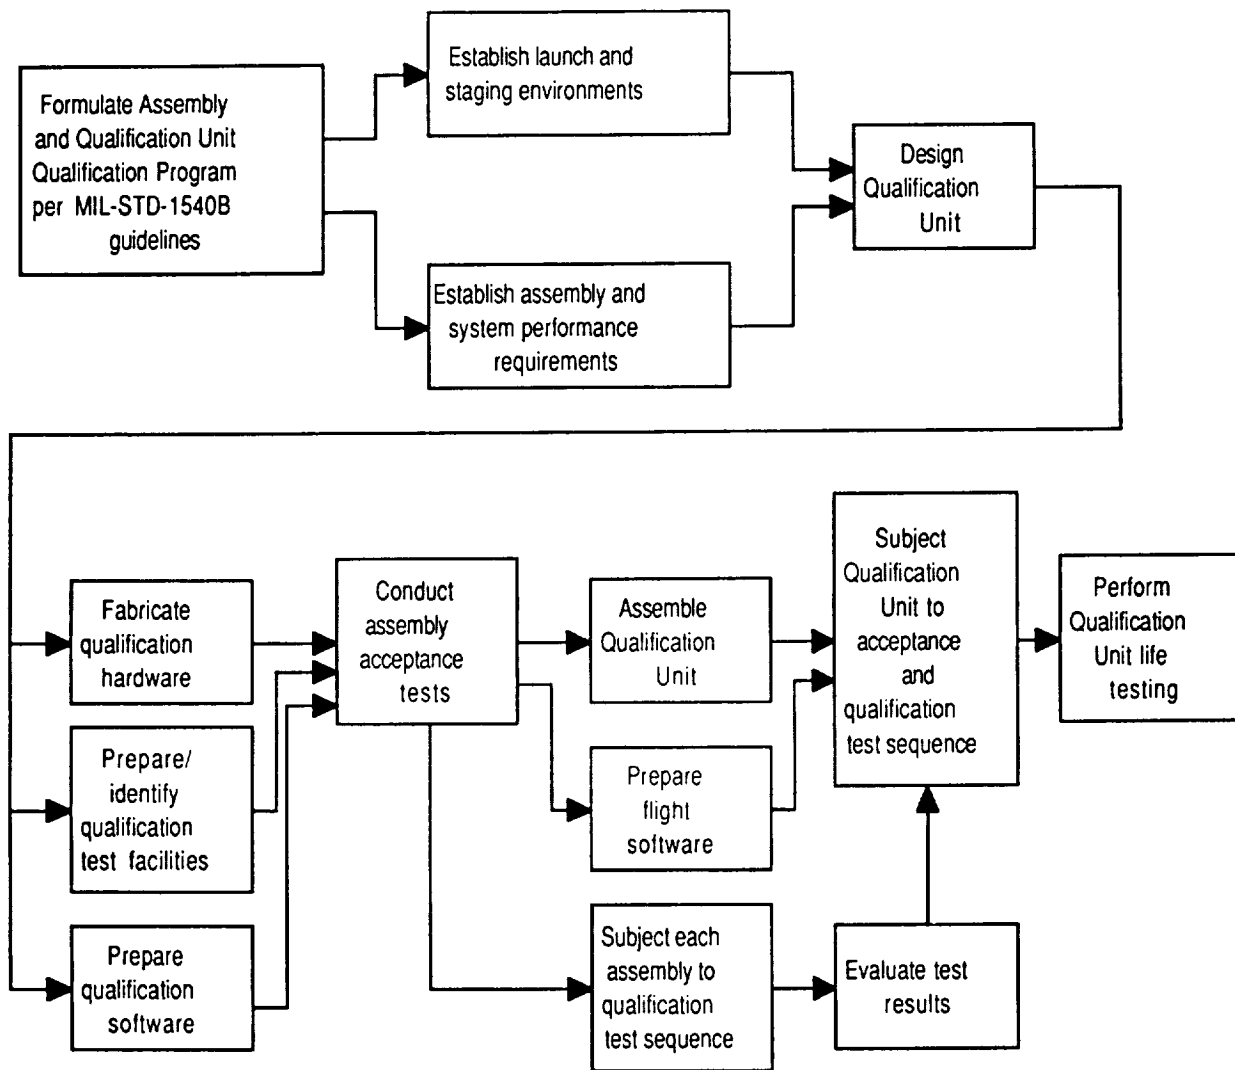 Formulate Assembly
and Qualification Unit
Qualification Program
per MIL-STD-1540B
guidelines
Establish launch and
staging environments
Establish assembly and
system performance
requirements
Design
Qualification
Unit
Fabricate
qualification
hardware
Prepare/
identify
qualification
test facilities
Prepare
qualification
software
Conduct
assembly
acceptance
tests
Assemble
Qualification
Unit
Prepare
flight
software
Subject each
assembly to
qualification
test sequence
Subject
Qualification
Unit to
acceptance
and
qualification
test sequence
Evaluate test
results
Perform
Qualification
Unit life
testing